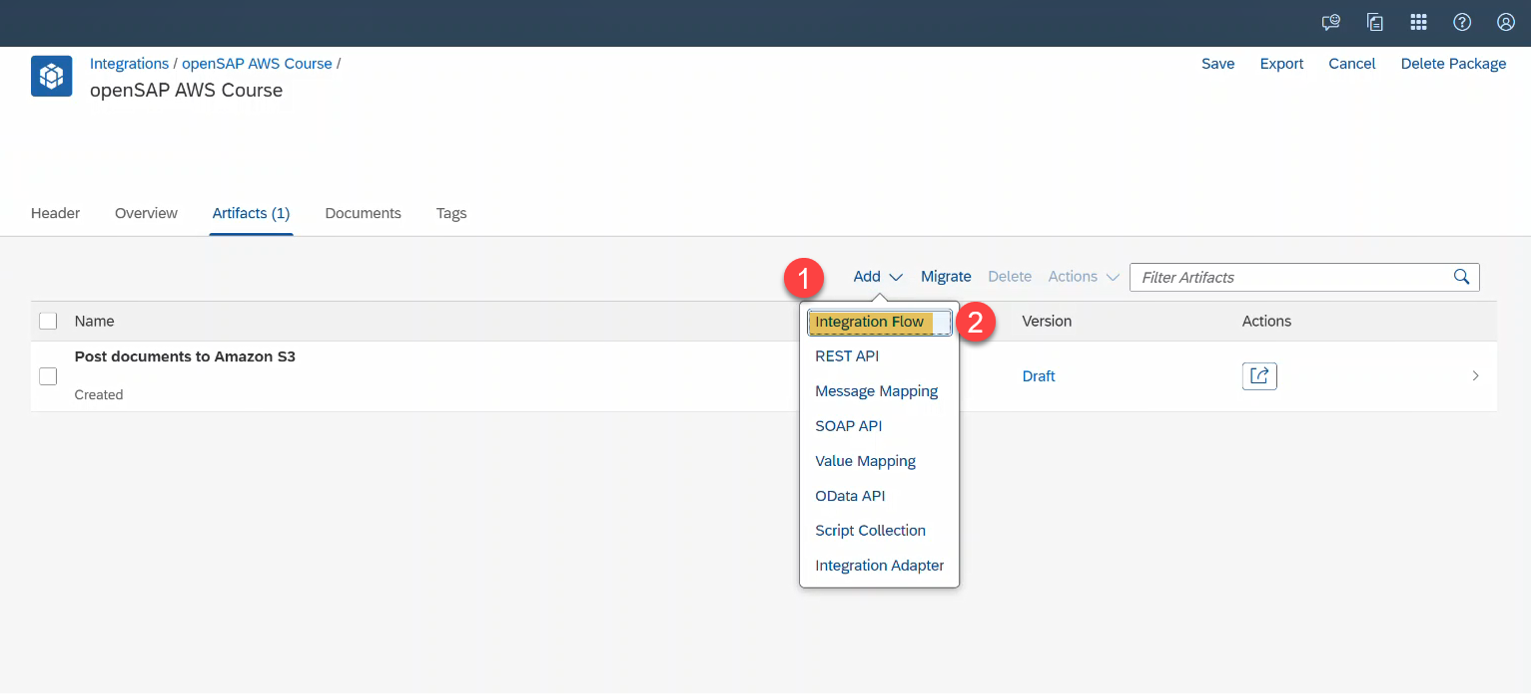 Integrations / openSAP AWS Course /
Save Export Cancel Delete Package
openSAP AWS Course
Header Overview Artifacts (1) Documents Tags
1 Add Migrate Delete Actions Filter Artifacts
Name Version Actions
Integration Flow 2
REST API
Message Mapping
SOAP API
Value Mapping
OData API
Script Collection
Integration Adapter
Post documents to Amazon S3
Draft
Created